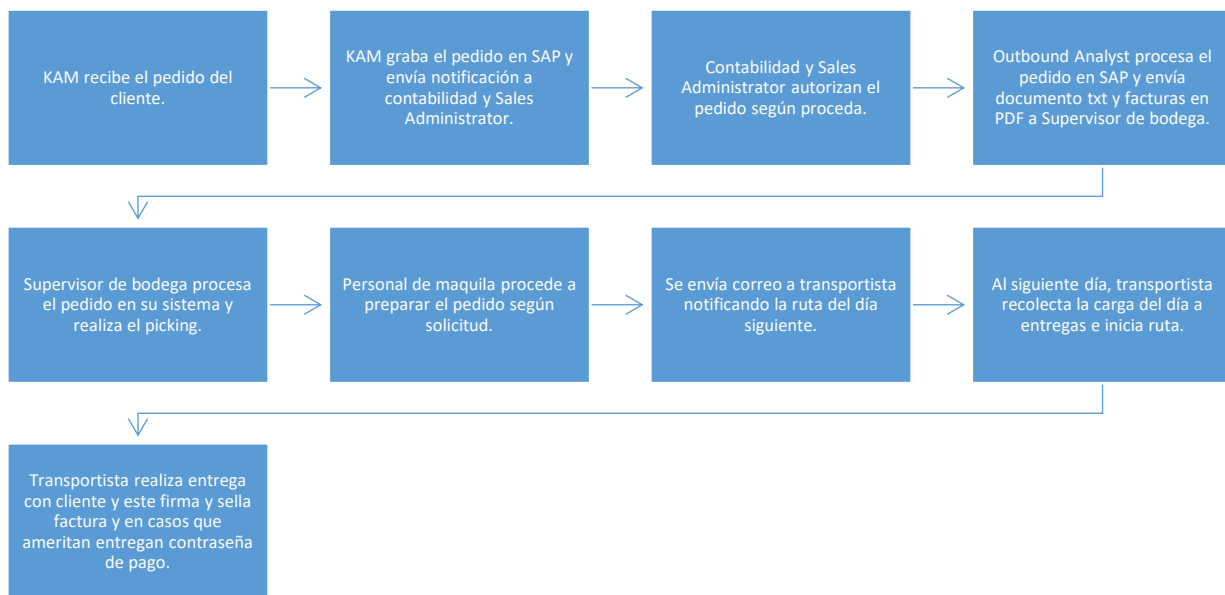 KAM recibe el pedido del
cliente.
KAM graba el pedido en SAP y
envía notificación a
contabilidad y Sales
Administrator.
Contabilidad y Sales
Administrator autorizan el
pedido según proceda.
Outbound Analyst procesa el
pedido en SAP y envía
documento txt y facturas en
PDF a Supervisor de bodega.
Supervisor de bodega procesa
el pedido en su sistema y
realiza el picking.
Personal de maquila procede a
preparar el pedido según
solicitud.
Se envía correo a transportista
notificando la ruta del día
siguiente.
Al siguiente día, transportista
recolecta la carga del día a
entregas e inicia ruta.
Transportista realiza entrega
con cliente y este firma y sella
factura y en casos que
ameritan entregan contraseña
de pago.